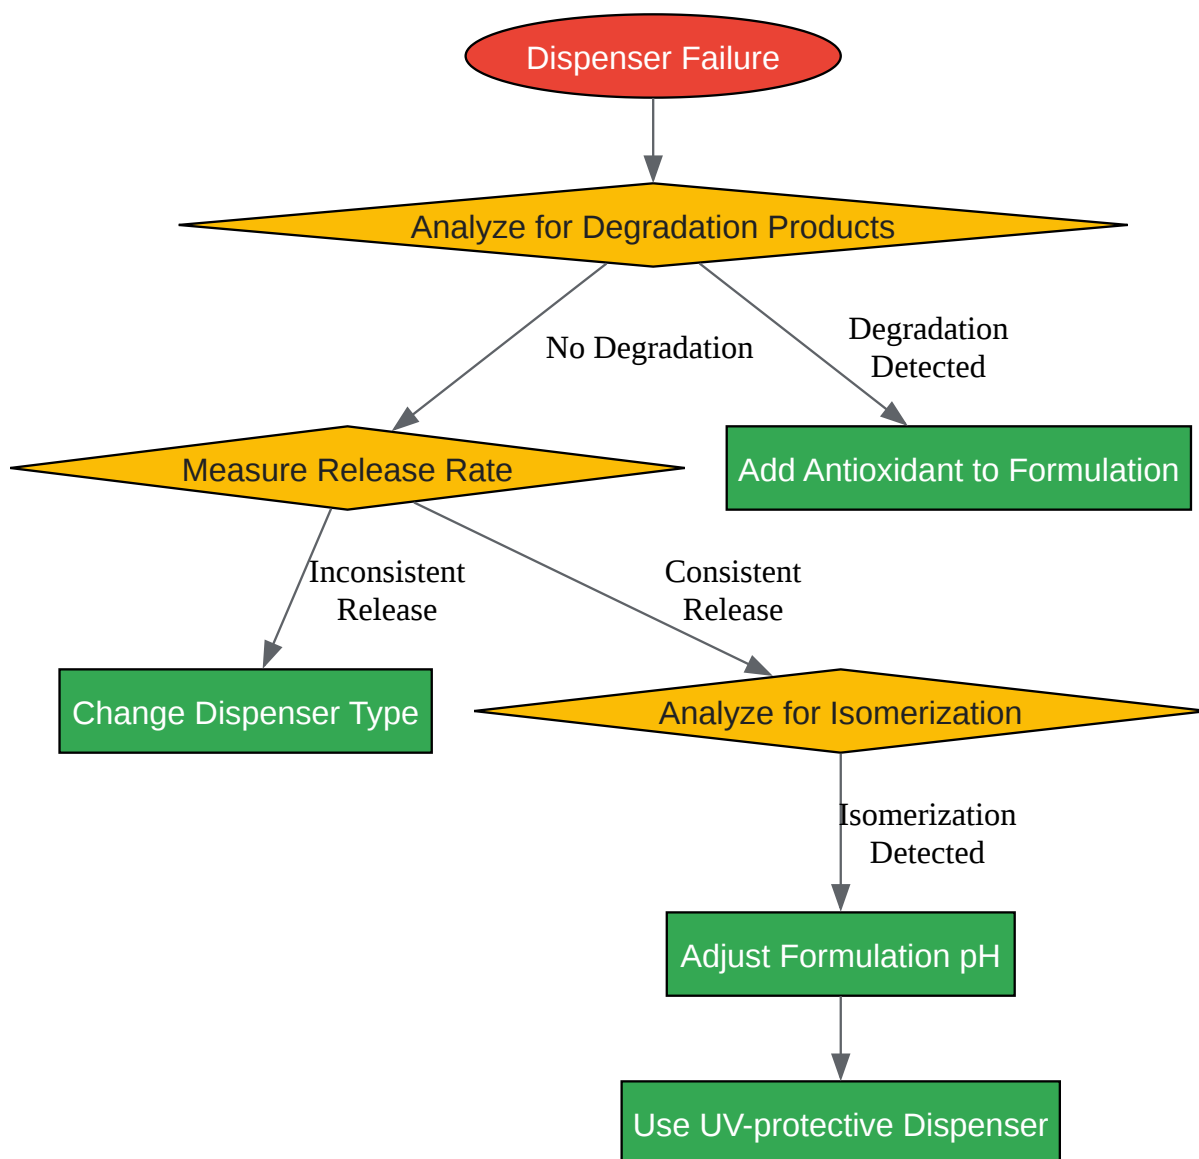 Dispenser Failure
Analyze for Degradation Products
No Degradation
Degradation
Detected
Measure Release Rate
Add Antioxidant to Formulation
Inconsistent
Release
Consistent
Release
Change Dispenser Type
Analyze for Isomerization
Isomerization
Detected
Adjust Formulation pH
Use UV-protective Dispenser